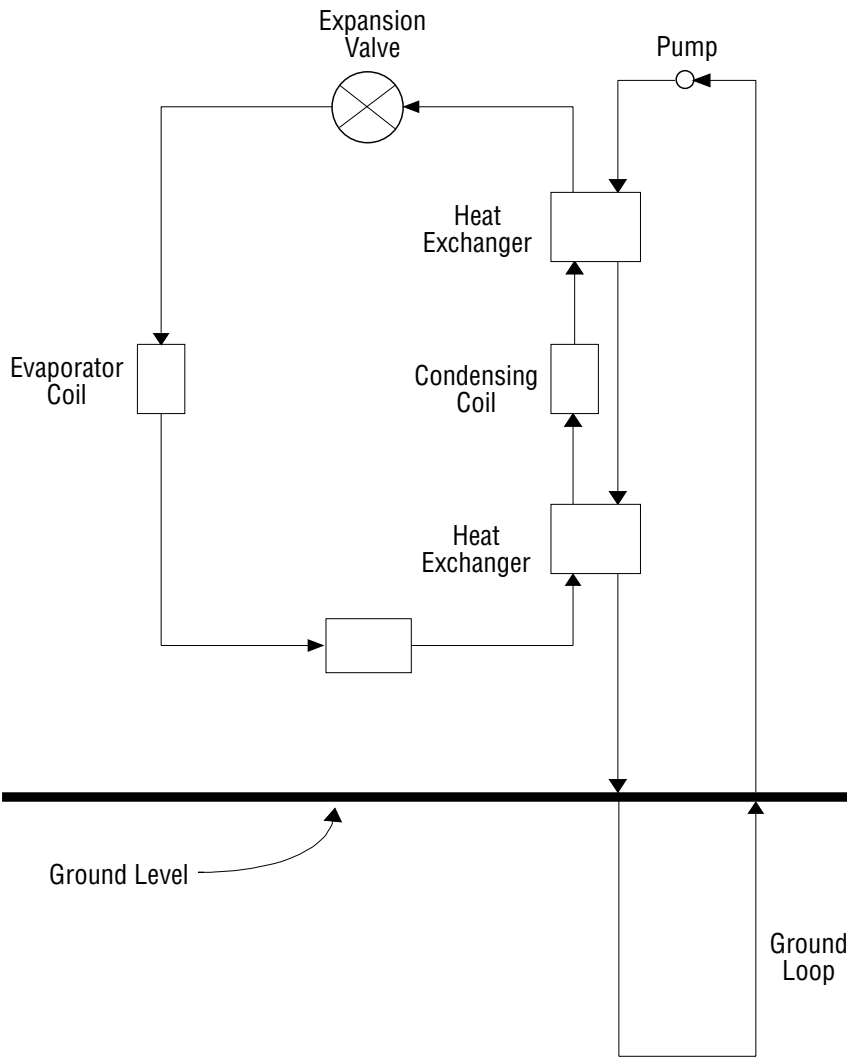 Expansion
Valve
Pump
Heat
Exchanger
Evaporator
Coil
Condensing
Coil
Heat
Exchanger
Ground Level
Ground
Loop